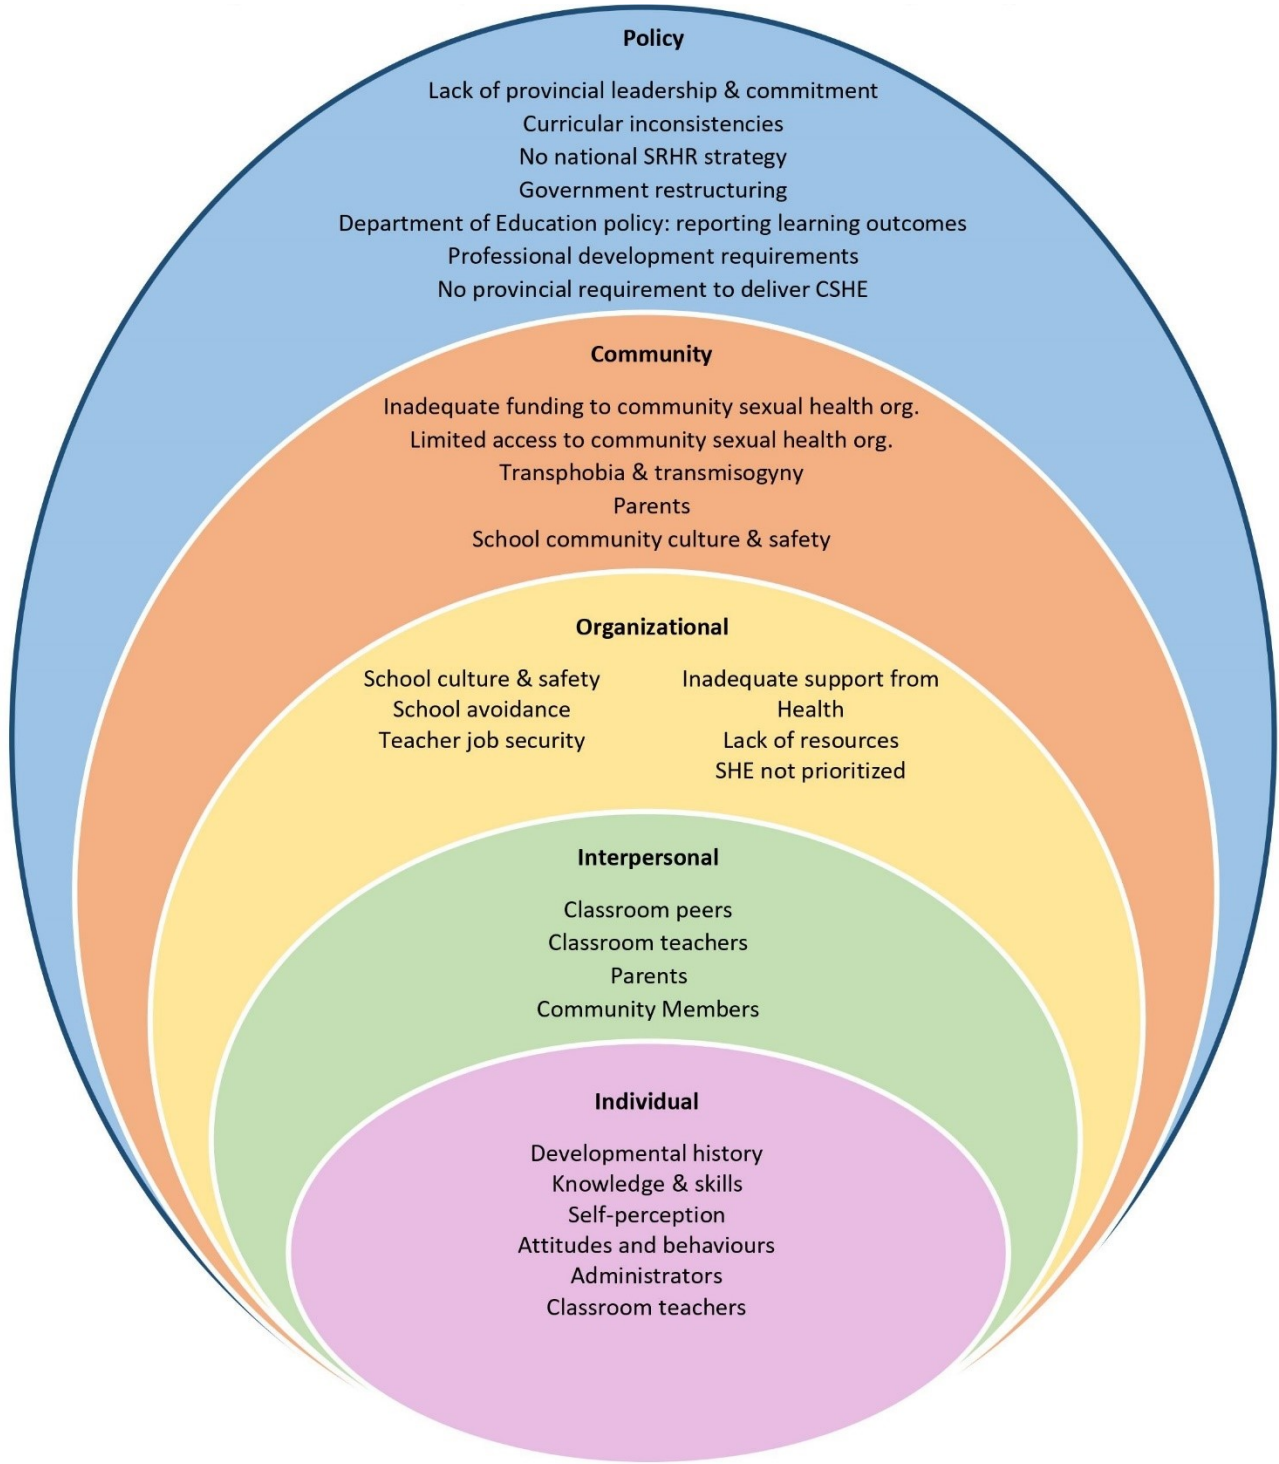 Policy
Lack of provincial leadership & commitment
Curricular inconsistencies
No national SRHR strategy
Government restructuring
Department of Education policy: reporting learning outcomes
Professional development requirements
No provincial requirement to deliver CSHE
Community
Inadequate funding to community sexual health org.
Limited access to community sexual health org.
Transphobia & transmisogyny
Parents
School community culture & safety
Organizational
School culture & safety
School avoidance
Teacher job security
Inadequate support from
Health
Lack of resources
SHE not prioritized
Interpersonal
Classroom peers
Classroom teachers
Parents
Community Members
Individual
Developmental history
Knowledge & skills
Self-perception
Attitudes and behaviours
Administrators
Classroom teachers